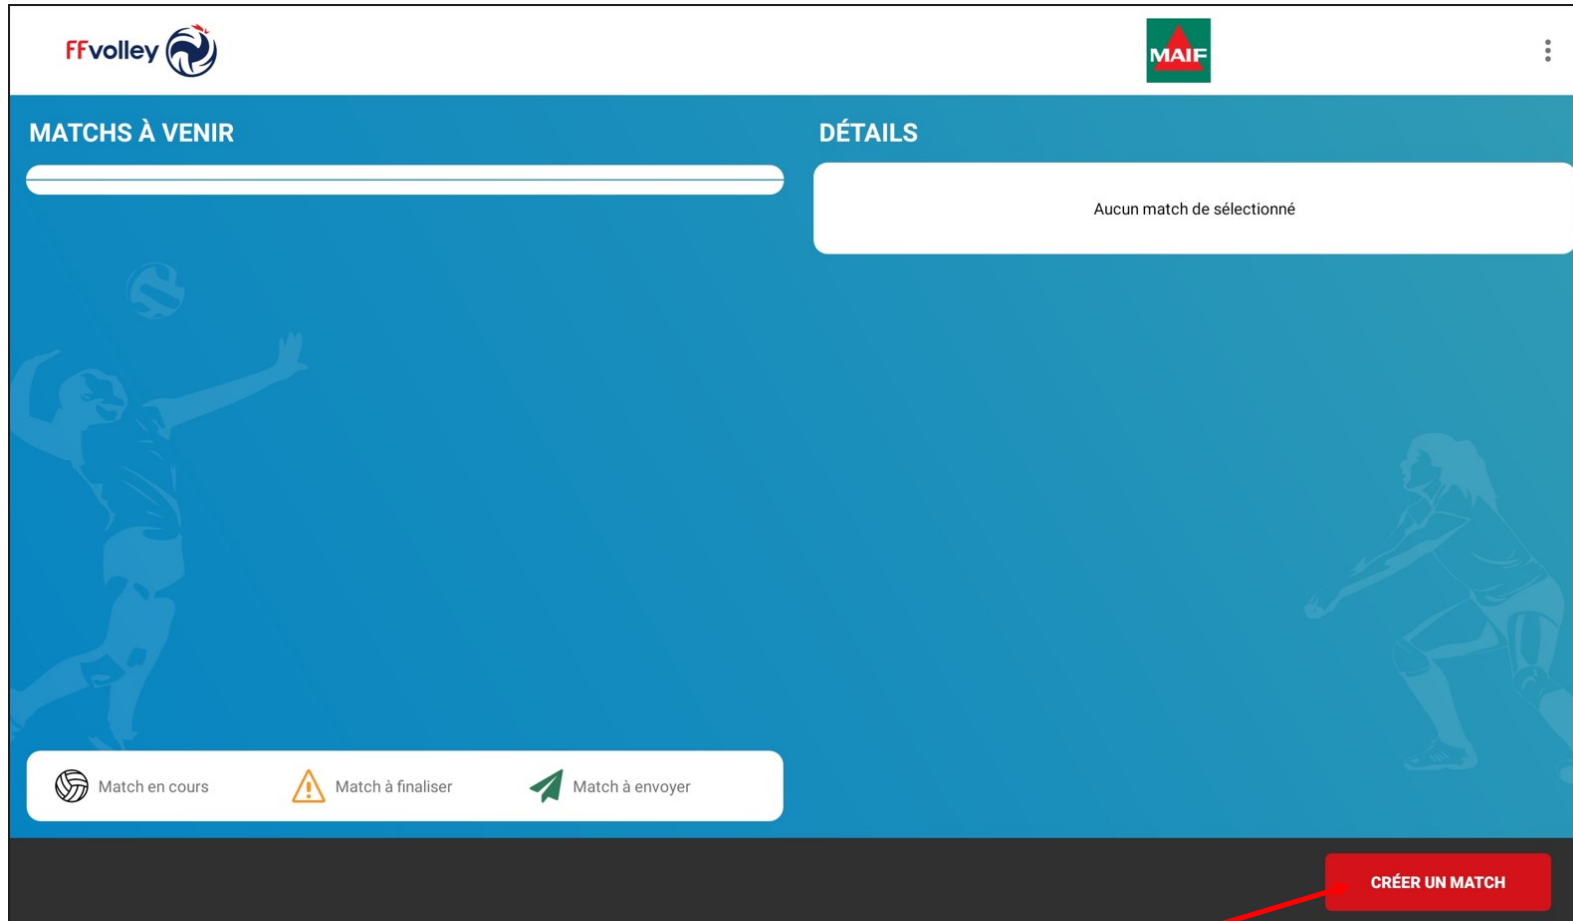 FFvolley
MAIF
MATCHS À VENIR
DÉTAILS
Aucun match de sélectionné
Match en cours
Match à finaliser
Match à envoyer
CRÉER UN MATCH